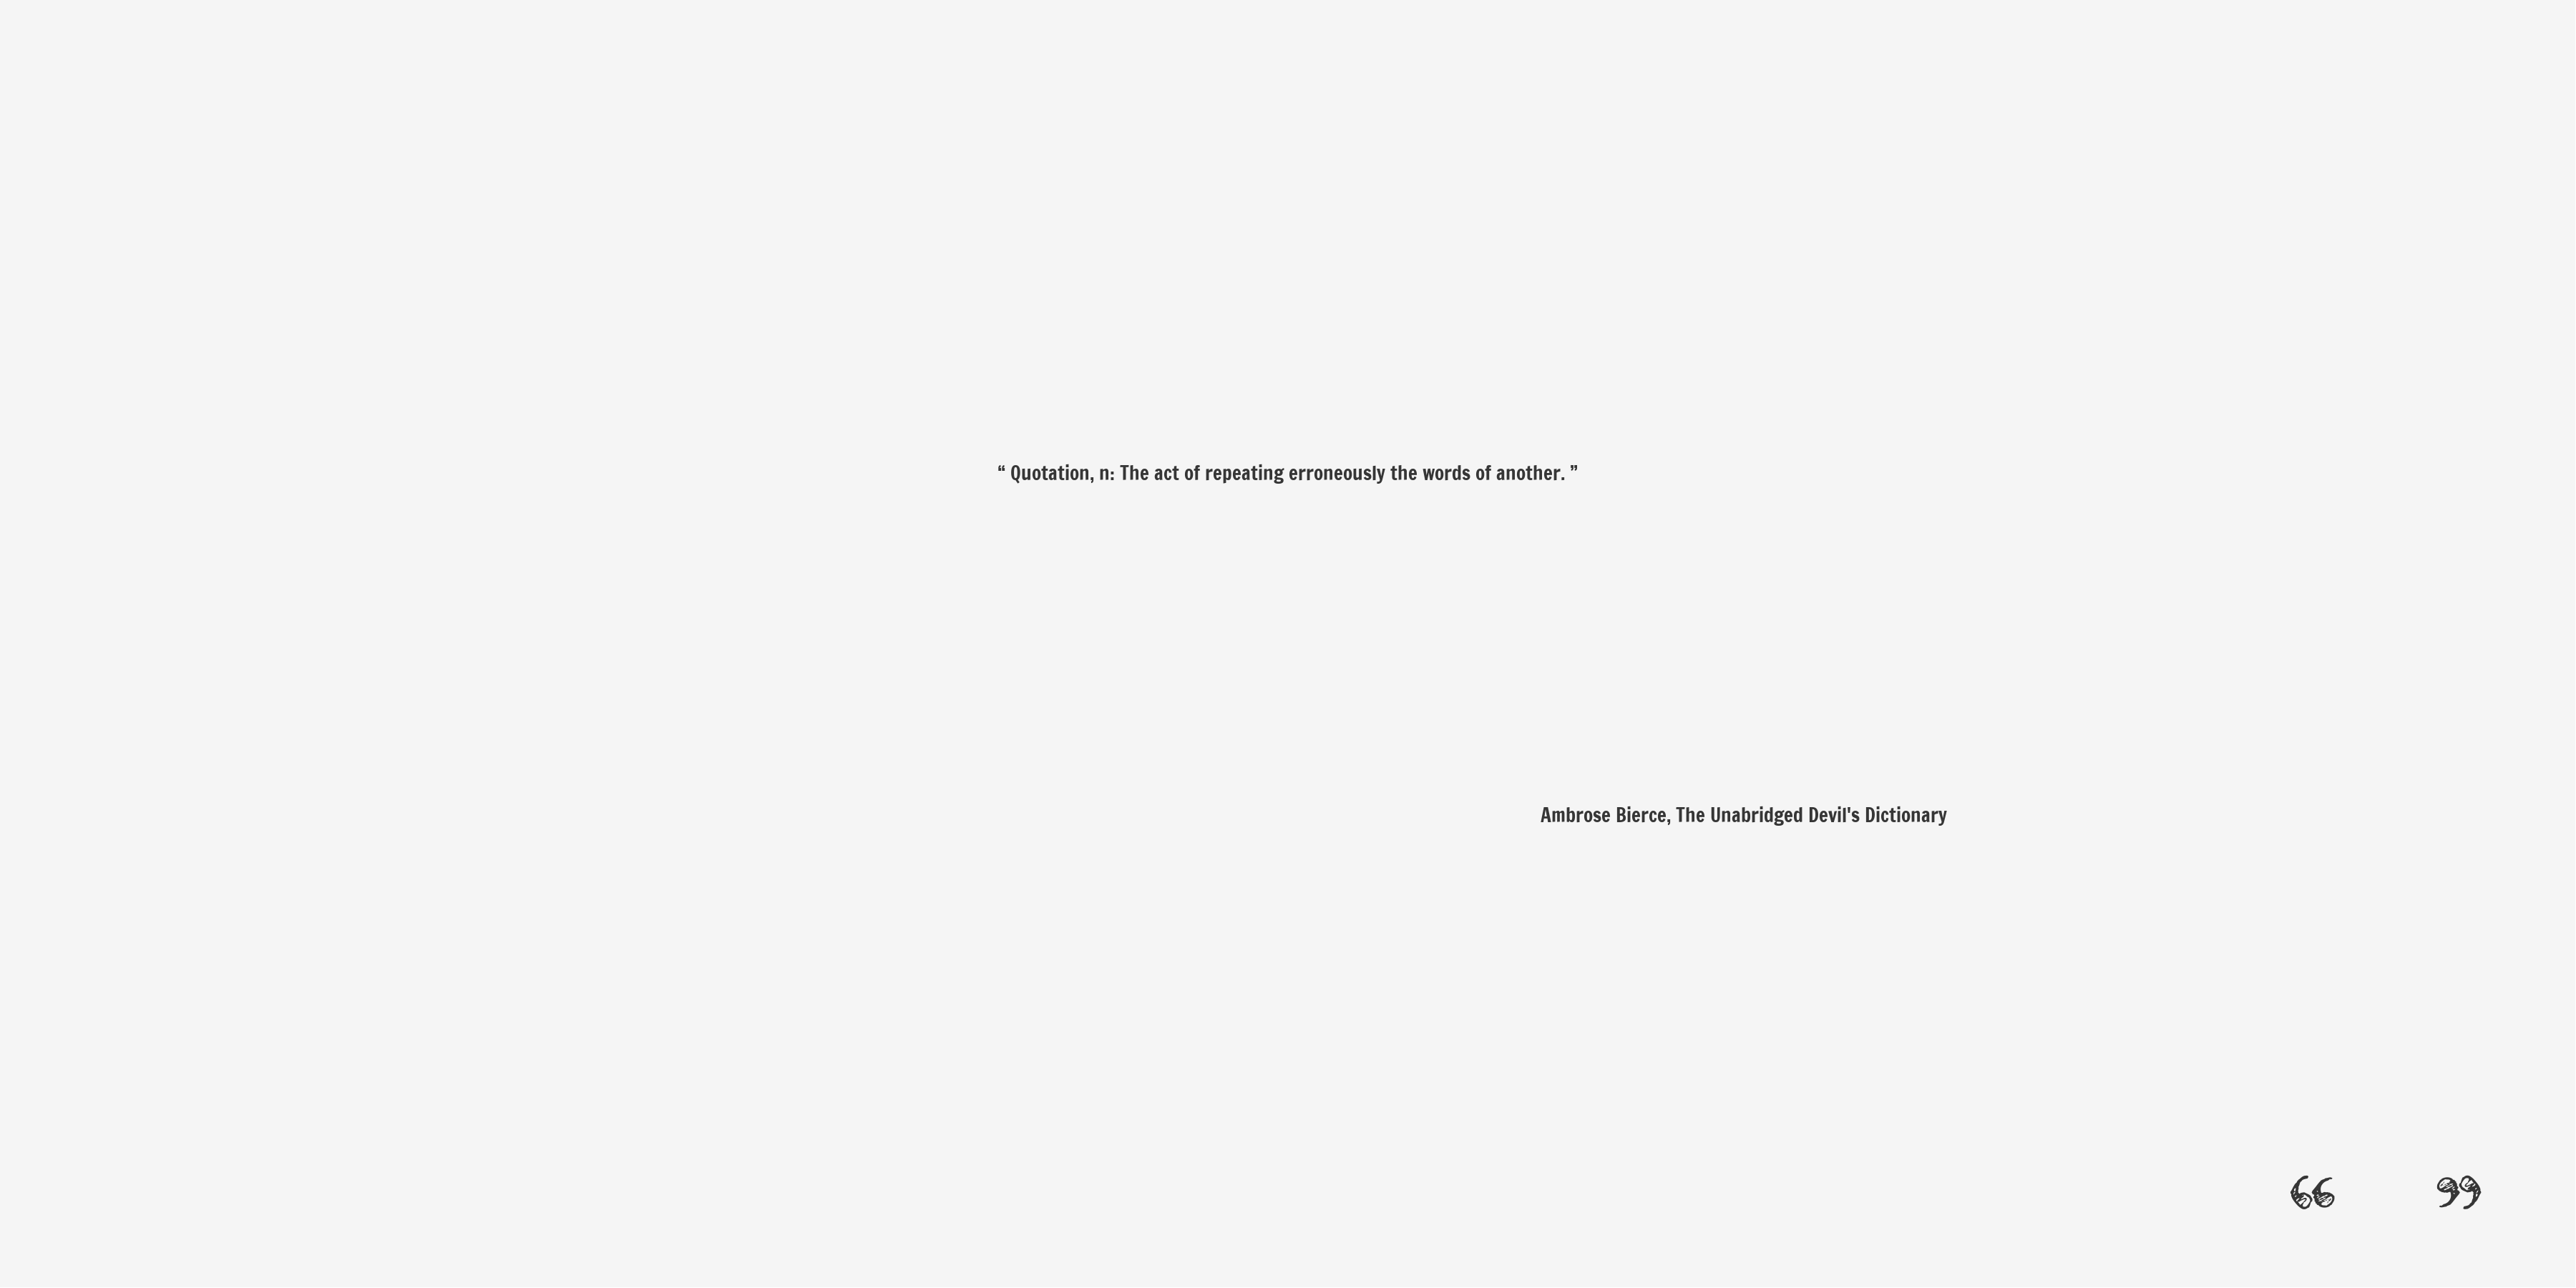 “ Quotation, n: The act of repeating erroneously the words of another. ”
Ambrose Bierce, The Unabridged Devil's Dictionary
“ ”